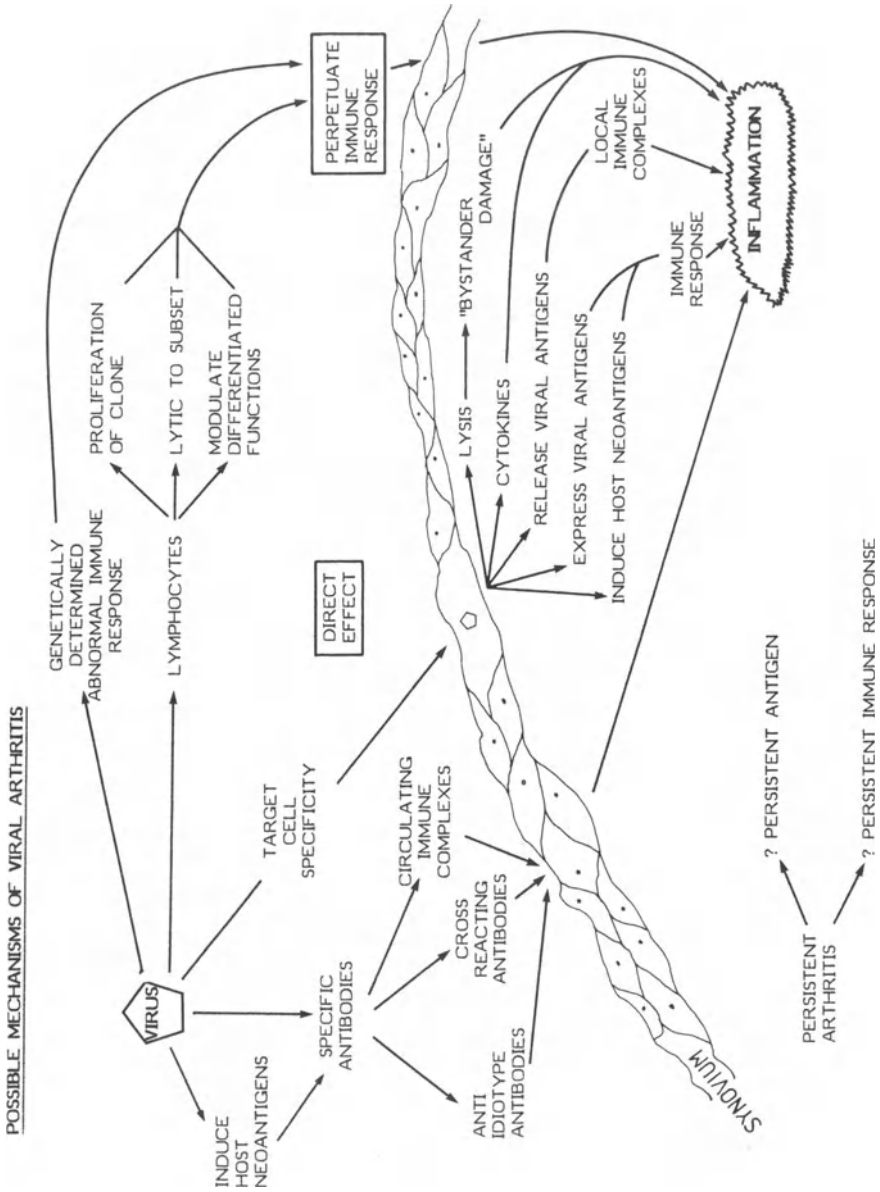 POSSIBLE MECHANISMS OF VIRAL ARTHRITIS
VIRUS
INDUCE
HOST
NEOANTIGENS
SPECIFIC
ANTIBODIES
ANTI
IDIOTYPE
ANTIBODIES
CROSS
REACTING
ANTIBODIES
CIRCULATING
IMMUNE
COMPLEXES
TARGET
CELL
SPECIFICITY
GENETICALLY
DETERMINED
ABNORMAL IMMUNE
RESPONSE
LYMPHOCYTES
PROLIFERATION
OF CLONE
LYTIC TO SUBSET
MODULATE
DIFFERENTIATED
FUNCTIONS
PERPETUATE
IMMUNE
RESPONSE
DIRECT
EFFECT
SYNOVIUM
LYSIS
"BYSTANDER
DAMAGE"
CYTOKINES
RELEASE VIRAL ANTIGENS
EXPRESS VIRAL ANTIGENS
INDUCE HOST NEOANTIGENS
LOCAL
IMMUNE
COMPLEXES
IMMUNE
RESPONSE
INFLAMMATION
PERSISTENT
ARTHRITIS
? PERSISTENT ANTIGEN
? PERSISTENT IMMUNE RESPONSE